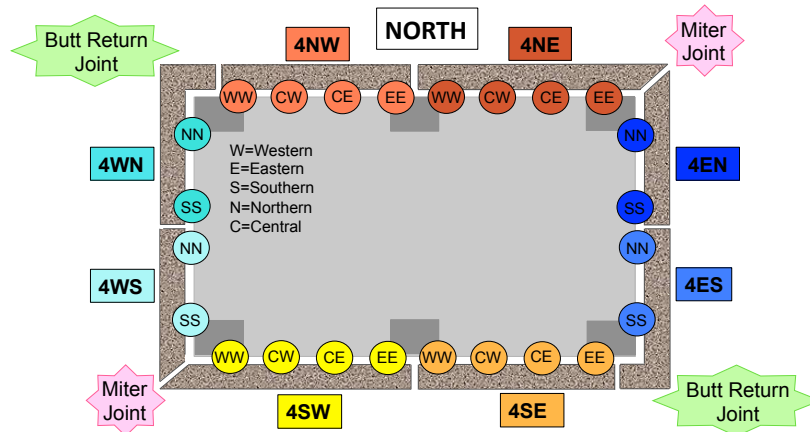 NORTH
Butt Return
Joint
4NW
4NE
Miter
Joint
WW CW CE EE WW CW CE EE
NN
NN
4WN
4EN
W=Western
E=Eastern
S=Southern
N=Northern
C=Central
SS
SS
NN
NN
4WS
4ES
SS
SS
WW CW CE EE WW CW CE EE
Miter
Joint
4SW
4SE
Butt Return
Joint